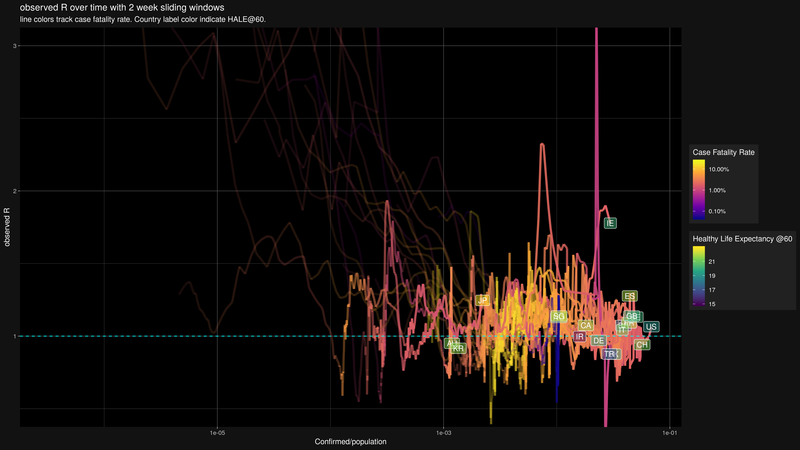 observed R over time with 2 week sliding windows
line colors track case fatality rate. Country label color indicate HALE@60.
3
2
1
observed R
1e-05
1e-03
1e-01
Confirmed/population
JP
SG
CA
IR
DE
TR
ES
GB
IT
US
CH
IE
KR
Case Fatality Rate
10.00%
1.00%
0.10%
Healthy Life Expectancy @60
21
19
17
15